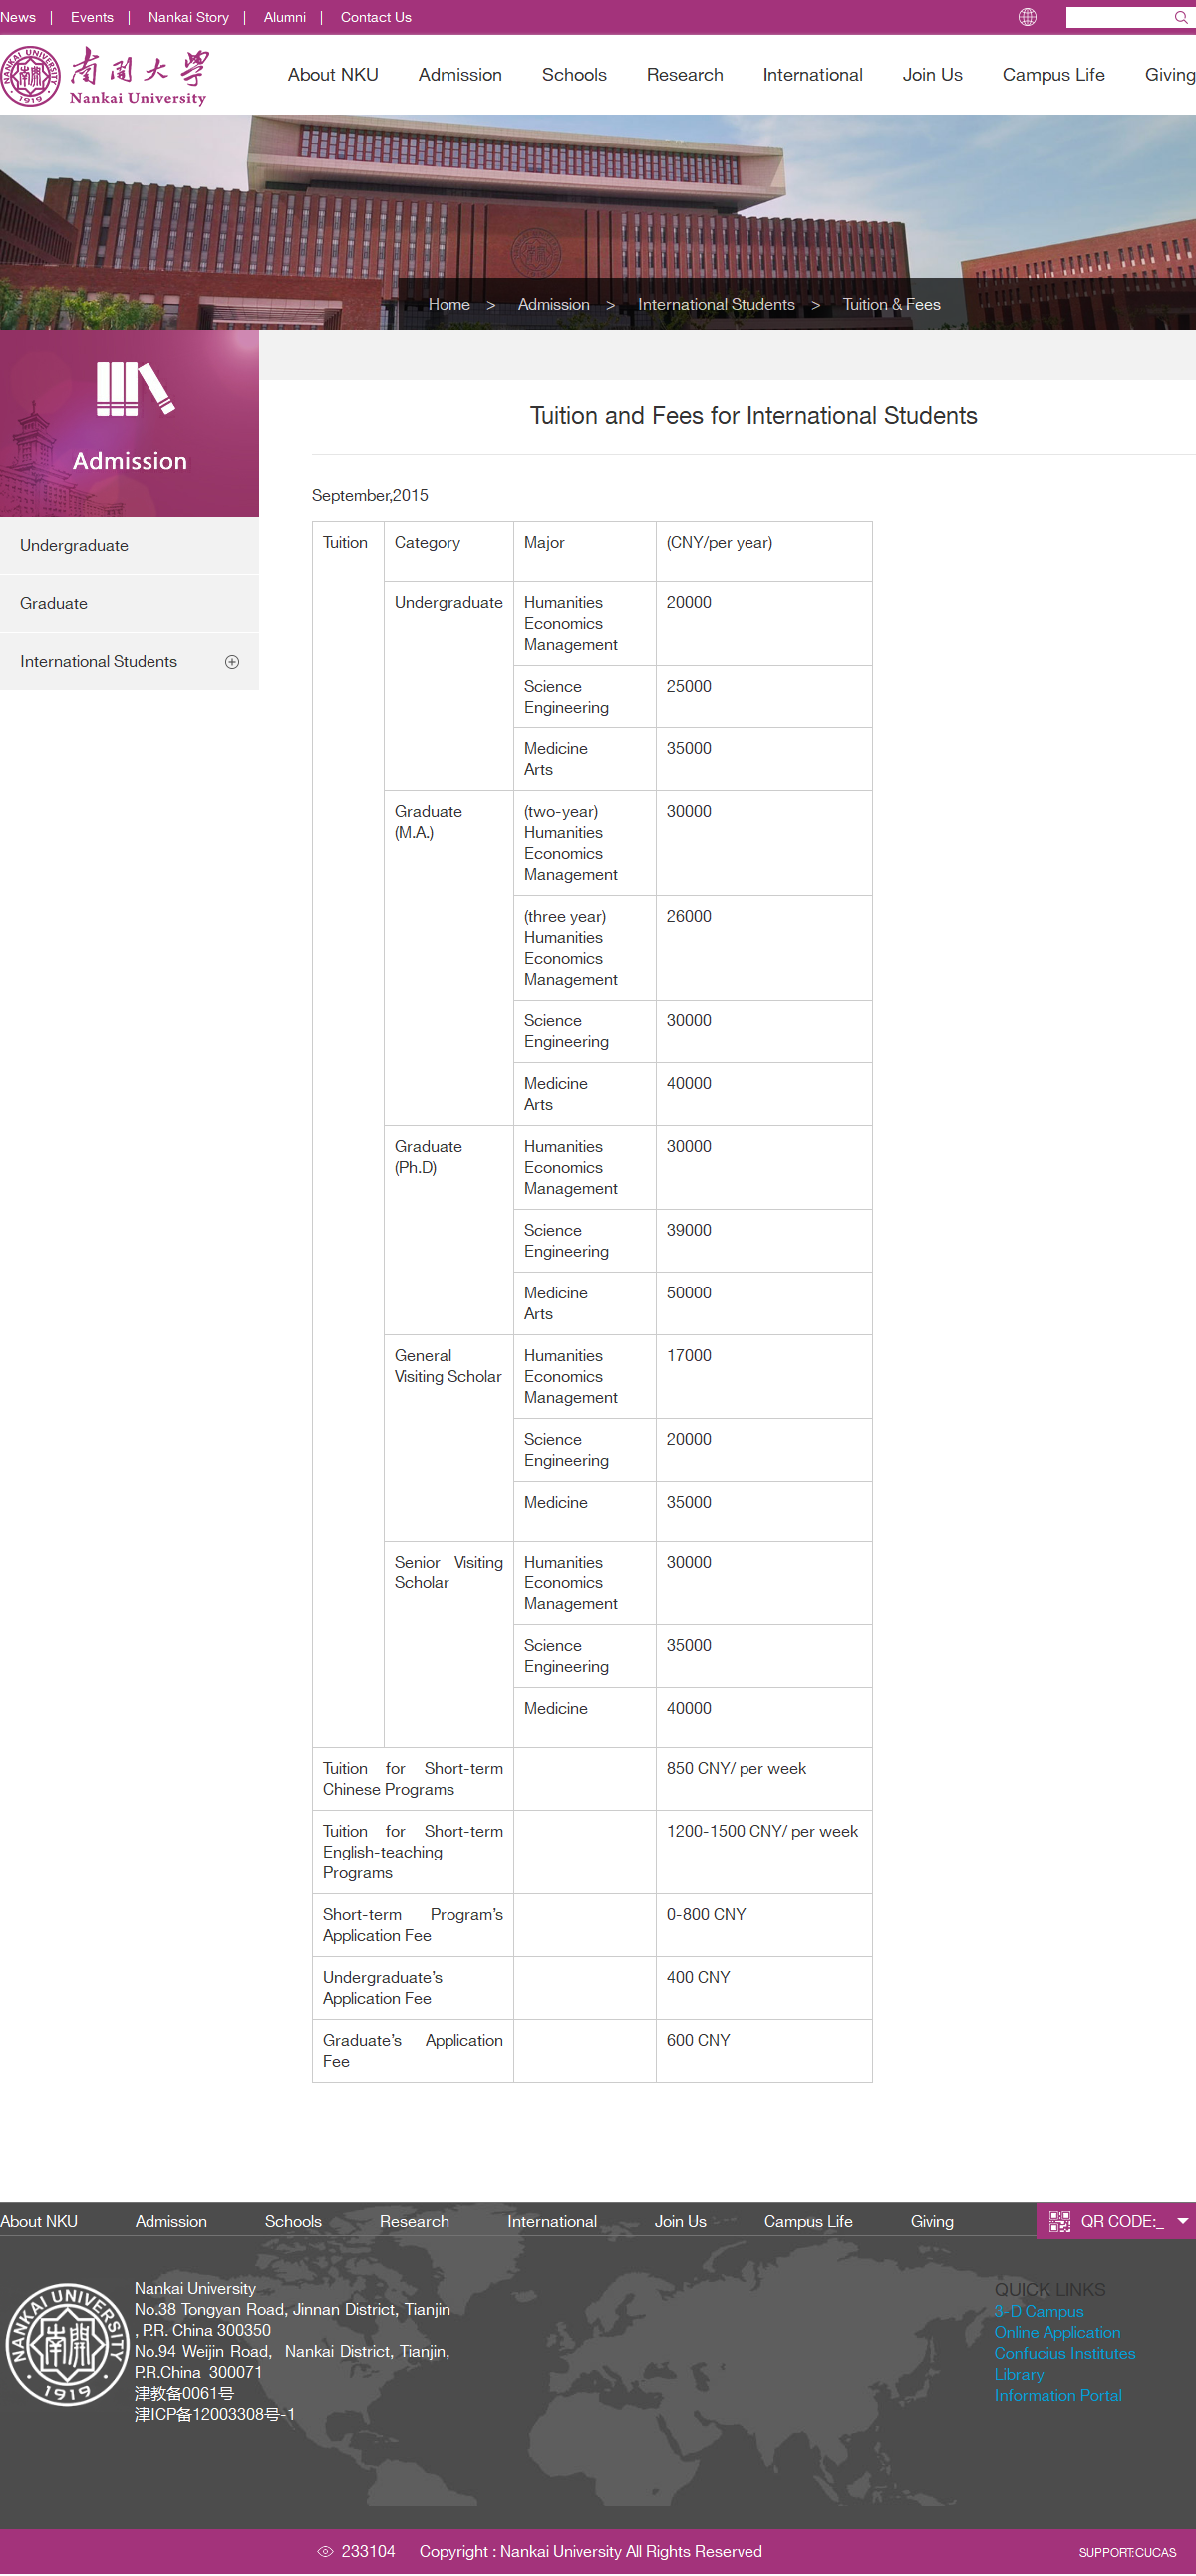 News | Events | Nankai Story | Alumni | Contact Us
NANKAI UNIVERSITY 1919
南開大學
Nankai University
About NKU Admission Schools Research International Join Us Campus Life Giving
Home > Admission > International Students > Tuition & Fees
Admission
Undergraduate
Graduate
International Students
Tuition and Fees for International Students
September,2015
Tuition Category Major (CNY/per year)
Undergraduate Humanities 20000
Economics
Management
Science 25000
Engineering
Medicine 35000
Arts
Graduate (two-year) 30000
(M.A.) Humanities
Economics
Management
(three year) 26000
Humanities
Economics
Management
Science 30000
Engineering
Medicine 40000
Arts
Graduate Humanities 30000
(Ph.D) Economics
Management
Science 39000
Engineering
Medicine 50000
Arts
General Humanities 17000
Visiting Scholar Economics
Management
Science 20000
Engineering
Medicine 35000
Senior Visiting Humanities 30000
Scholar Economics
Management
Science 35000
Engineering
Medicine 40000
Tuition for Short-term 850 CNY/ per week
Chinese Programs
Tuition for Short-term 1200-1500 CNY/ per week
English-teaching
Programs
Short-term Program’s 0-800 CNY
Application Fee
Undergraduate’s 400 CNY
Application Fee
Graduate’s Application 600 CNY
Fee
About NKU Admission Schools Research International Join Us Campus Life Giving QR CODE:_
NANKAI UNIVERSITY 1919
Nankai University
No.38 Tongyan Road, Jinnan District, Tianjin
, P.R. China 300350
No.94 Weijin Road, Nankai District, Tianjin,
P.R.China 300071
津教备0061号
津ICP备12003308号-1
QUICK LINKS
3-D Campus
Online Application
Confucius Institutes
Library
Information Portal
233104 Copyright : Nankai University All Rights Reserved SUPPORT:CUCAS